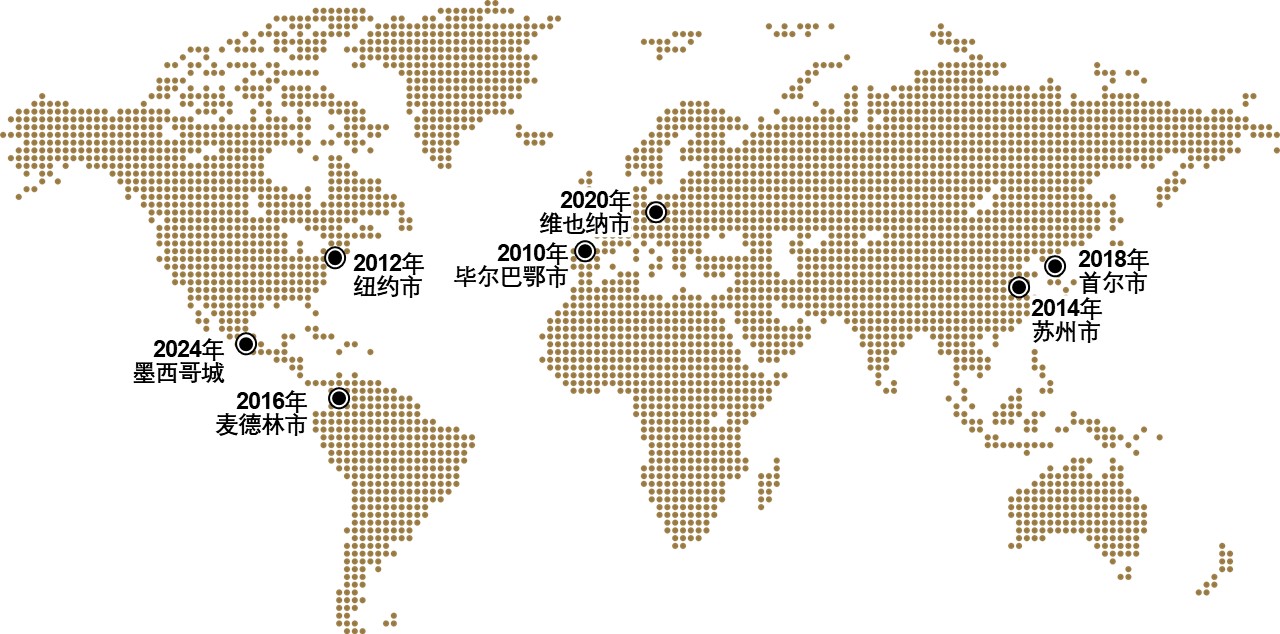 2020年
维也纳市
2010年
毕尔巴鄂市
2012年
纽约市
2018年
首尔市
2014年
苏州市
2024年
墨西哥城
2016年
麦德林市